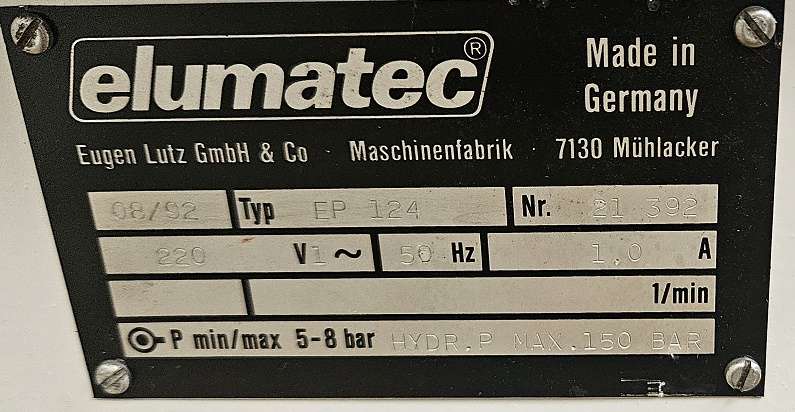 elumatec®
Made in
Germany
Eugen Lutz GmbH & Co · Maschinenfabrik · 7130 Mühlacker
08/92 Typ EP 124 Nr. 21 392
220 V 1~ 50 Hz 1,0 A
1/min
P min/max 5-8 bar HYDR.P MAX.150 BAR